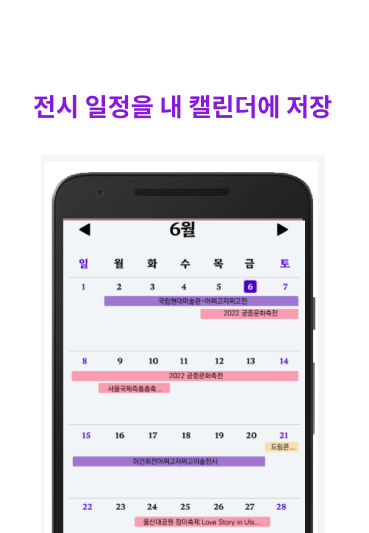 전시 일정을 내 캘린더에 저장
6월
일 월 화 수 목 금 토
1 2 3 4 5 6 7
국립현대미술관-어쩌고저쩌고전
2022 궁중문화축전
8 9 10 11 12 13 14
2022 궁중문화축전
서울국제즉흥춤축...
15 16 17 18 19 20 21
드림콘...
이건희전어쩌고저쩌고미술전시
22 23 24 25 26 27 28
울산대공원 장미축제 Love Story in Uls...